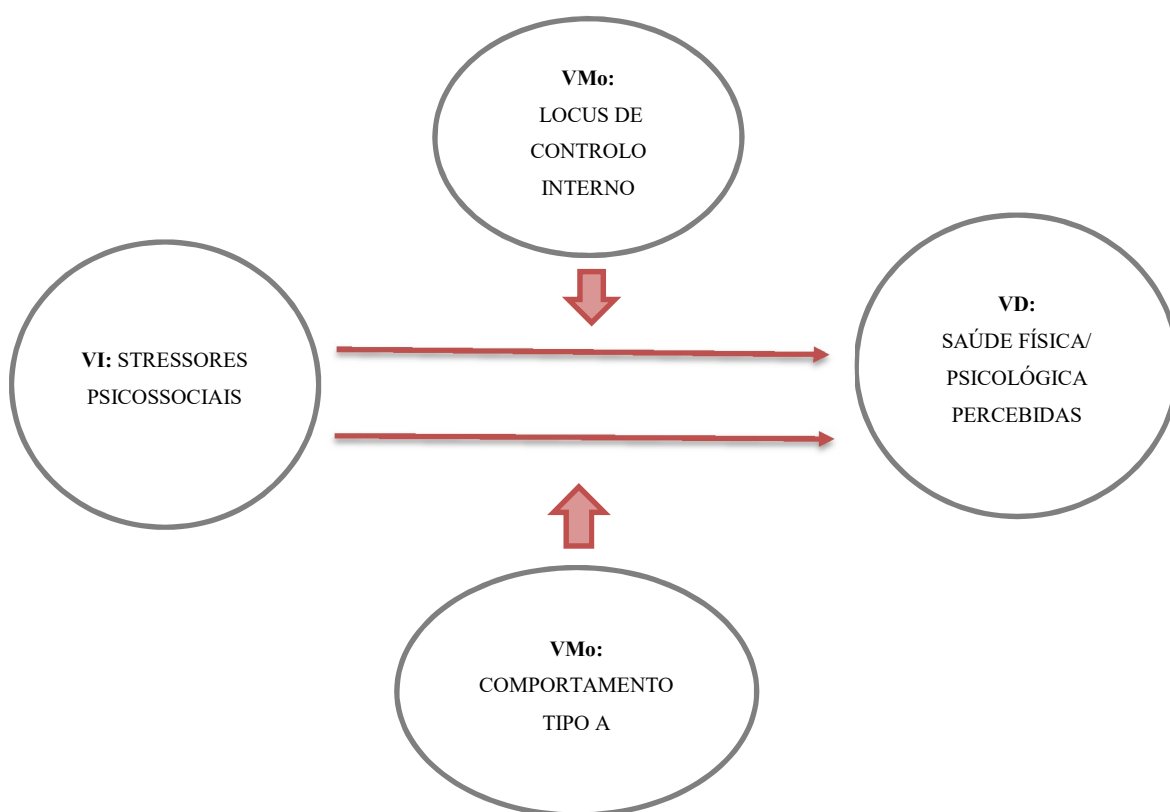 VMo:
LOCUS DE
CONTROLO
INTERNO
VI: STRESSORES
PSICOSSOCIAIS
VD:
SAÚDE FÍSICA/
PSICOLÓGICA
PERCEBIDAS
VMo:
COMPORTAMENTO
TIPO A